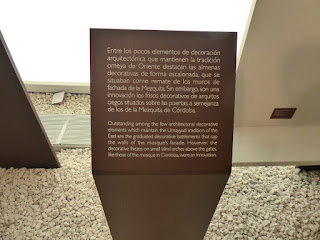 Entre los pocos elementos de decoración
arquitectónica que mantienen la tradición
omeya de Oriente destacan las almenas
decorativas de forma escalonada, que se
situaban como remate de los muros de
fachada de la Mezquita. Sin embargo, son una
innovación los frisos decorativos de arquitos
ciegos situados sobre las puertas, a semejanza
de los de la Mezquita de Córdoba.
Outstanding among the few architectural decorative
elements which maintain the Umayyad tradition of the
East are the graduated decorative battlements that cap
the walls of the mosque's facade. However, the
decorative friezes on small blind arches above the gates,
like those of the mosque in Cordoba, were an innovation.